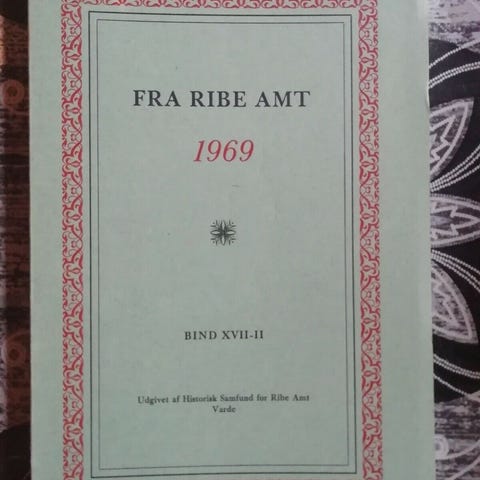 FRA RIBE AMT
1969
BIND XVII-II
Udgivet af Historisk Samfund for Ribe Amt
Varde